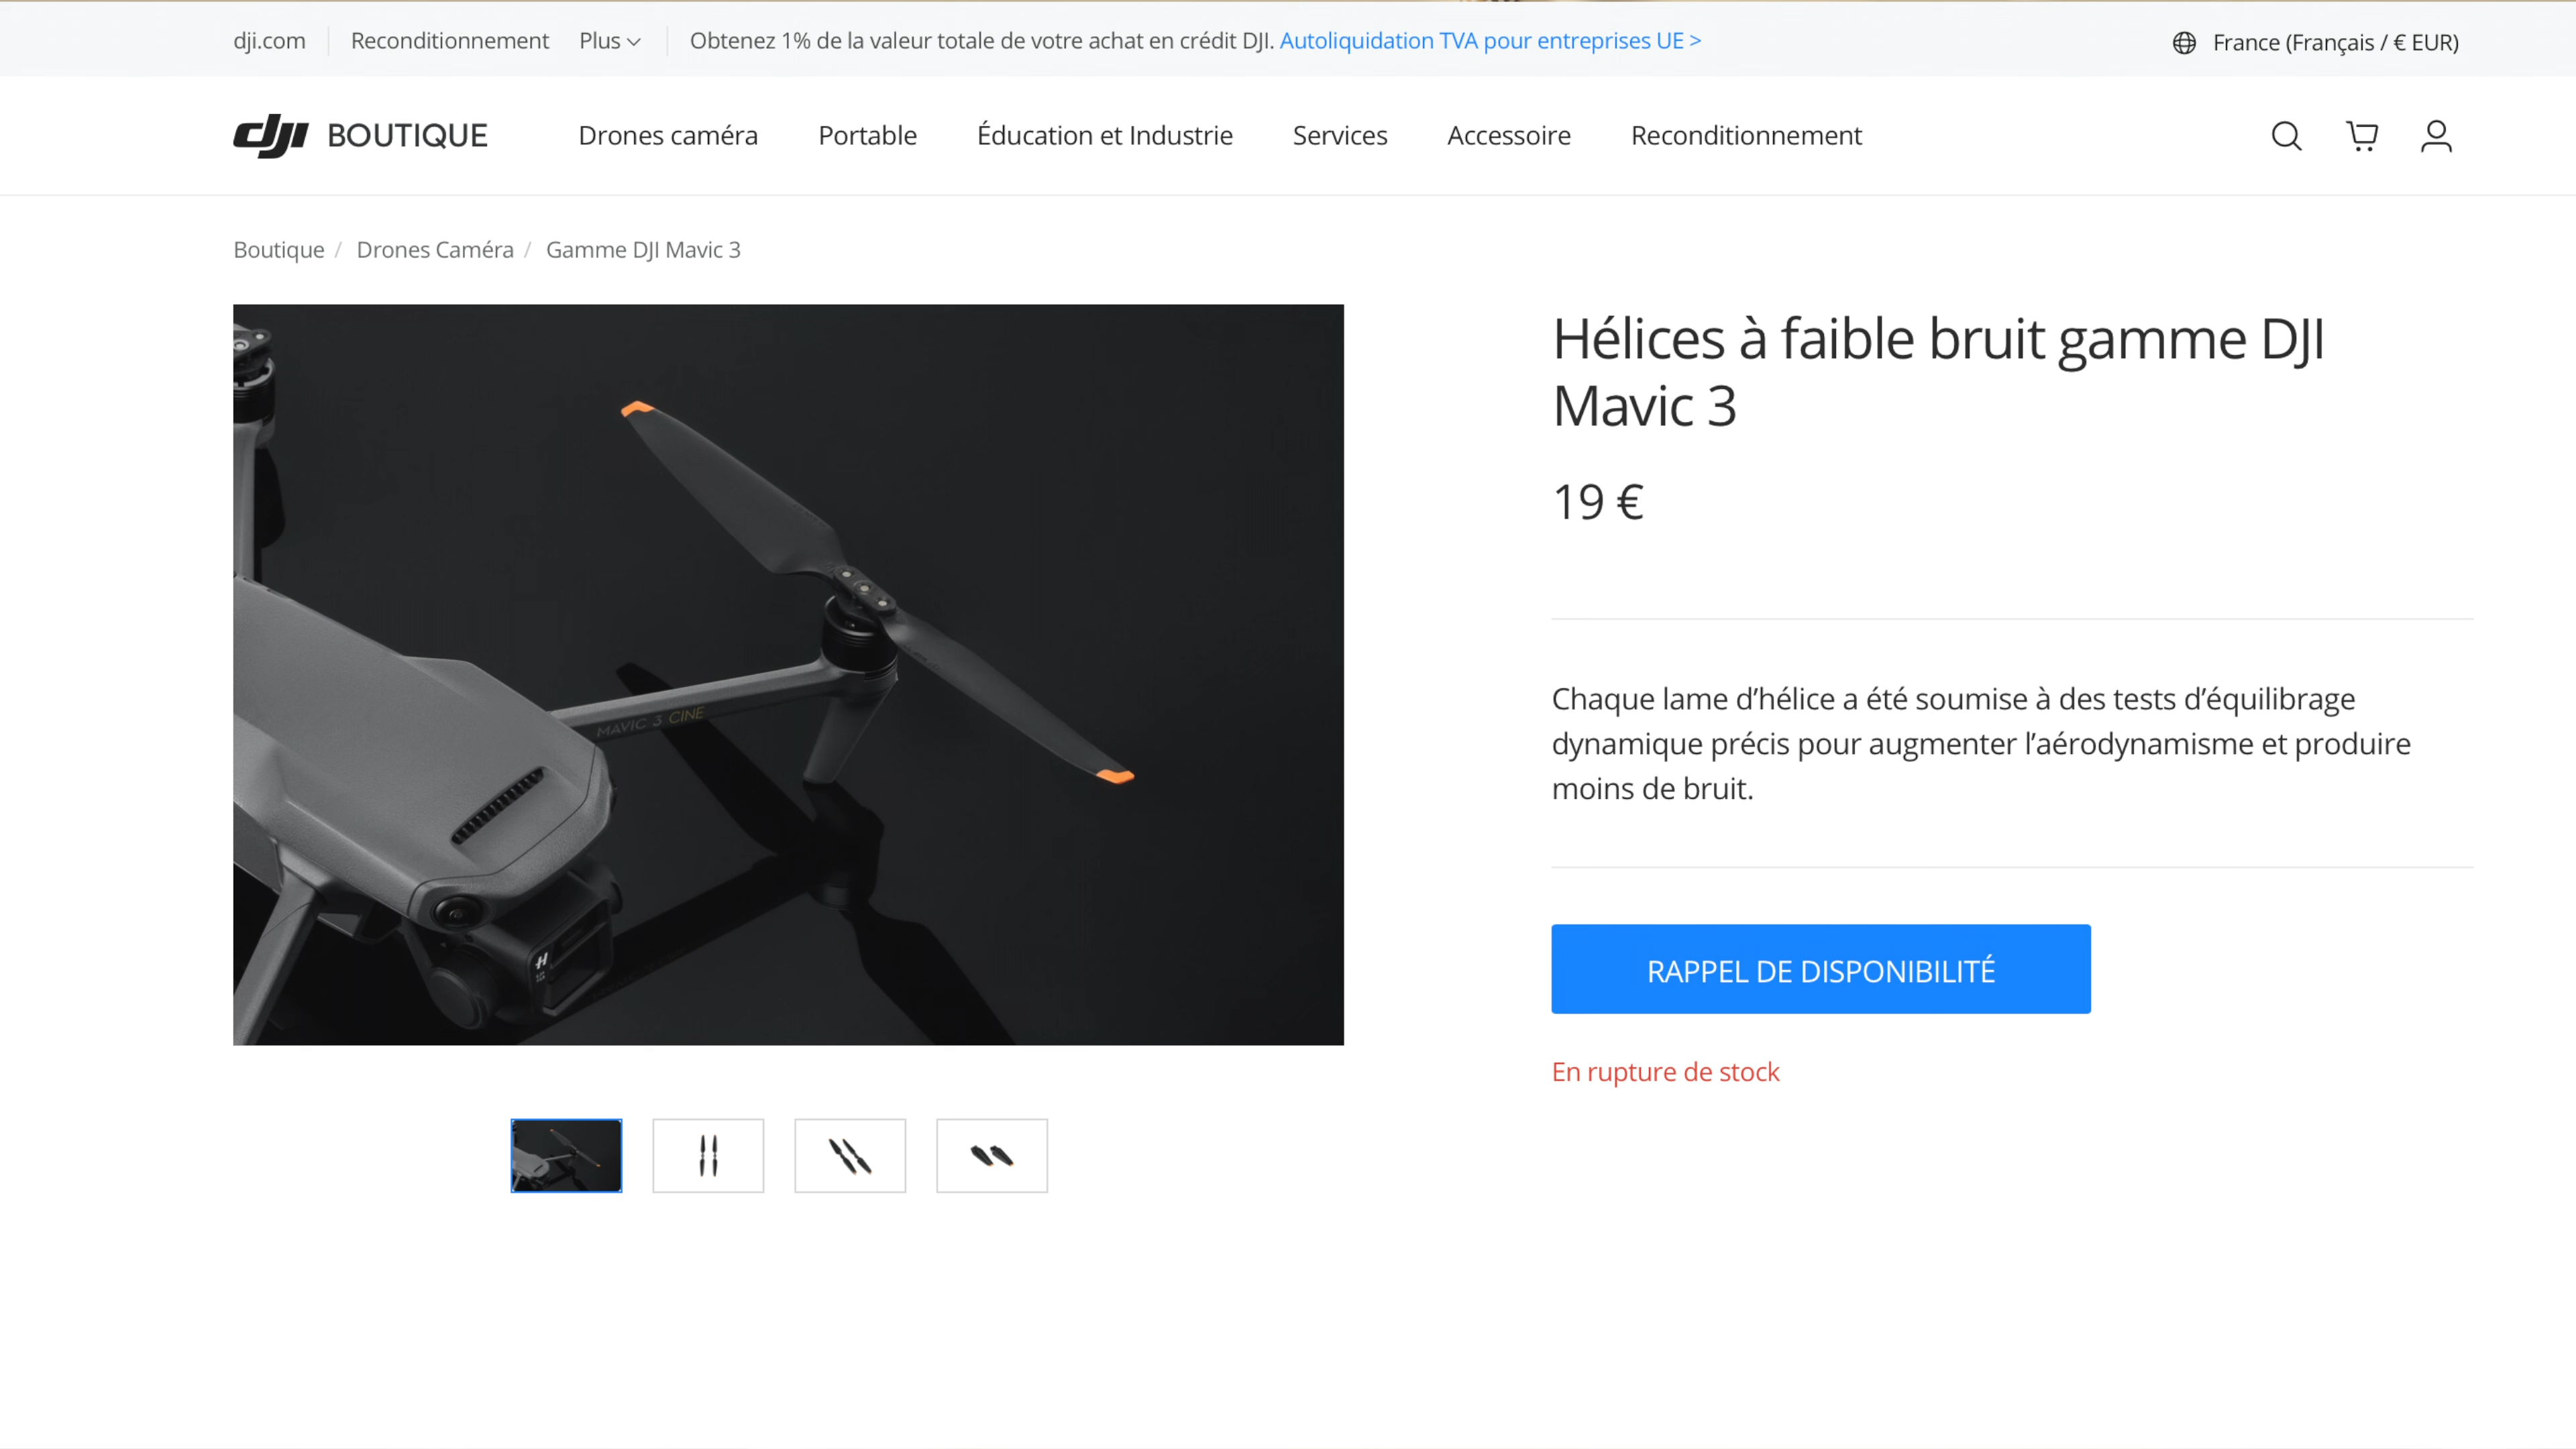 dji.com Reconditionnement Plus Obtenez 1% de la valeur totale de votre achat en crédit DJI. Autoliquidation TVA pour entreprises UE > France (Français / € EUR)
dji BOUTIQUE Drones caméra Portable Éducation et Industrie Services Accessoire Reconditionnement
Boutique / Drones Caméra / Gamme DJI Mavic 3
MAVIC 3 CINE
H
Hélices à faible bruit gamme DJI
Mavic 3
19 €
Chaque lame d’hélice a été soumise à des tests d’équilibrage
dynamique précis pour augmenter l’aérodynamisme et produire
moins de bruit.
RAPPEL DE DISPONIBILITÉ
En rupture de stock